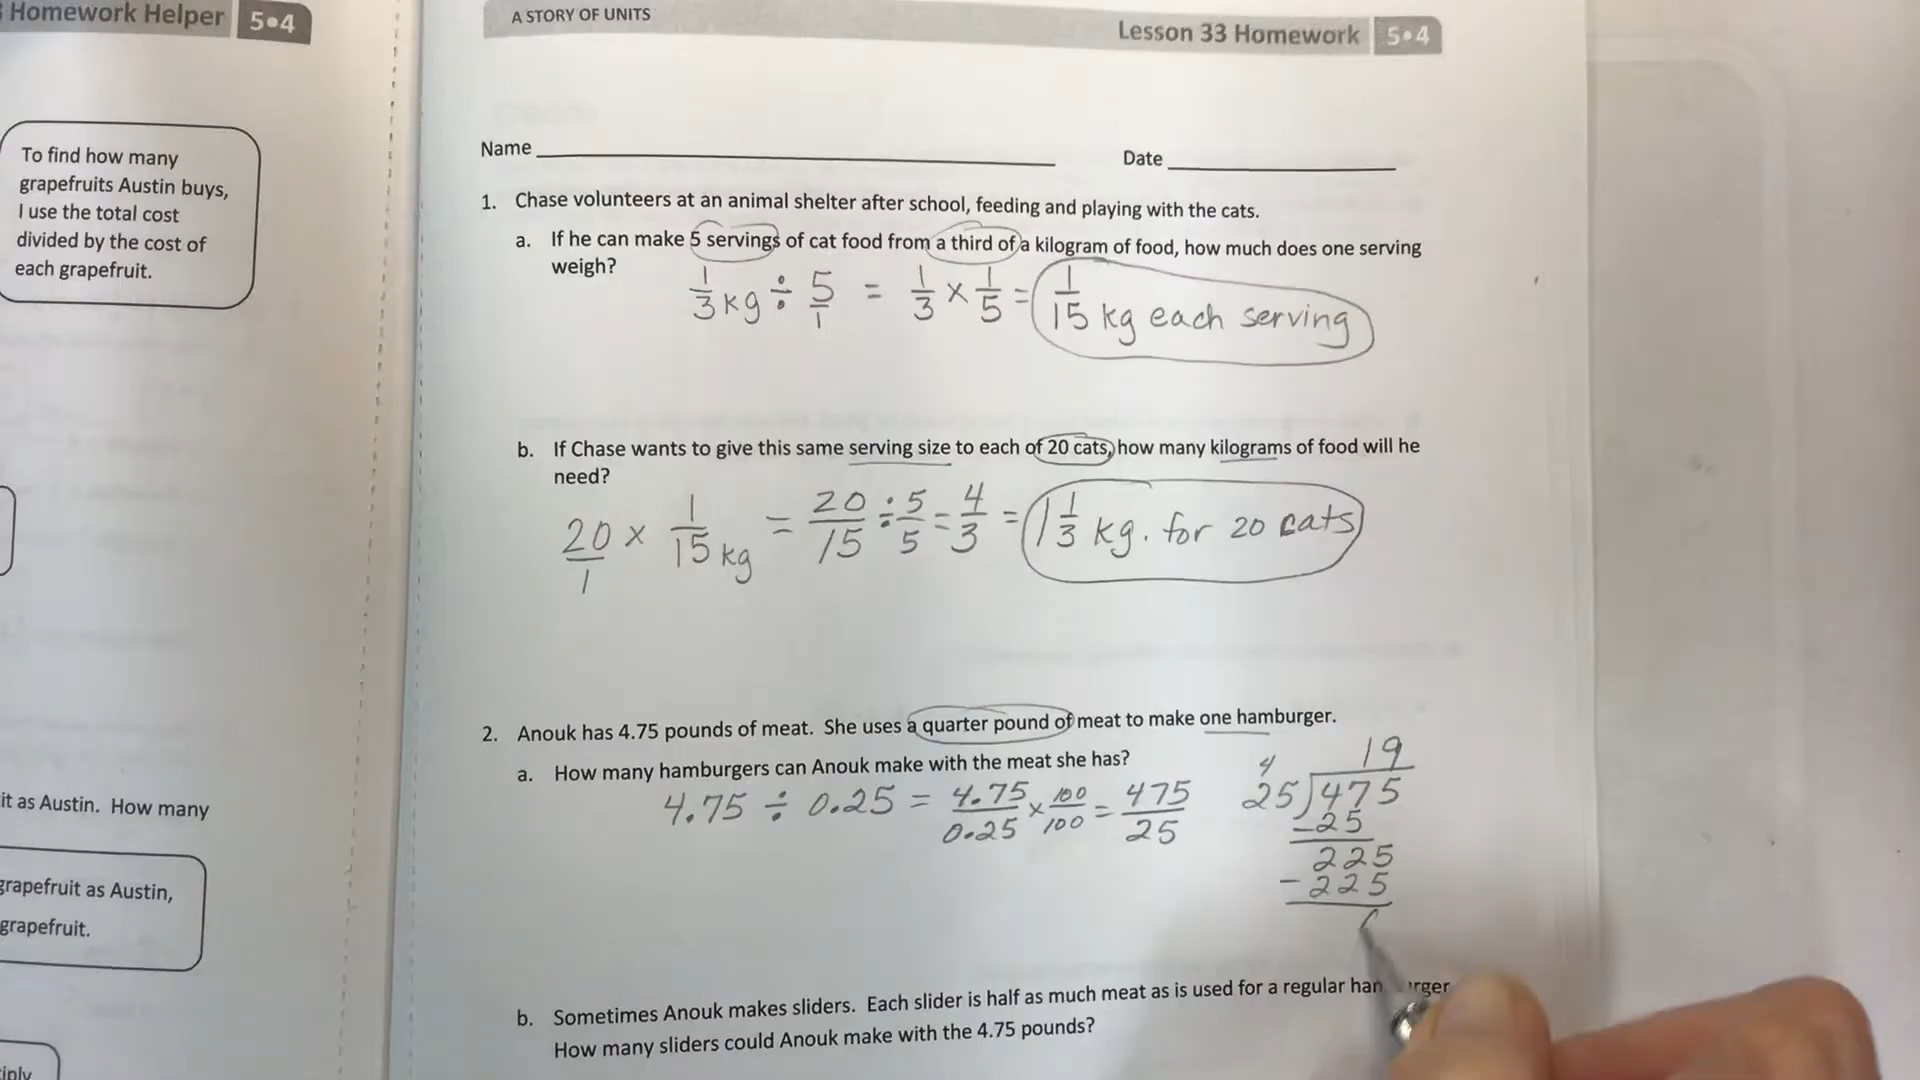 Homework Helper 5•4
A STORY OF UNITS
Lesson 33 Homework 5•4
To find how many
grapefruits Austin buys,
I use the total cost
divided by the cost of
each grapefruit.
it as Austin. How many
grapefruit as Austin,
grapefruit.
Name
Date
1. Chase volunteers at an animal shelter after school, feeding and playing with the cats.
a. If he can make 5 servings of cat food from a third of a kilogram of food, how much does one serving
weigh?
1/3 kg ÷ 5/1 = 1/3 × 1/5 = 1/15 kg each serving
b. If Chase wants to give this same serving size to each of 20 cats, how many kilograms of food will he
need?
20/1 × 1/15 kg = 20/15 ÷ 5/5 = 4/3 = 1 1/3 kg. for 20 cats
2. Anouk has 4.75 pounds of meat. She uses a quarter pound of meat to make one hamburger.
a. How many hamburgers can Anouk make with the meat she has?
4.75 ÷ 0.25 = 4.75/0.25 × 100/100 = 475/25
4 19
25)475
-25
225
-225
b. Sometimes Anouk makes sliders. Each slider is half as much meat as is used for a regular
How many sliders could Anouk make with the 4.75 pounds?